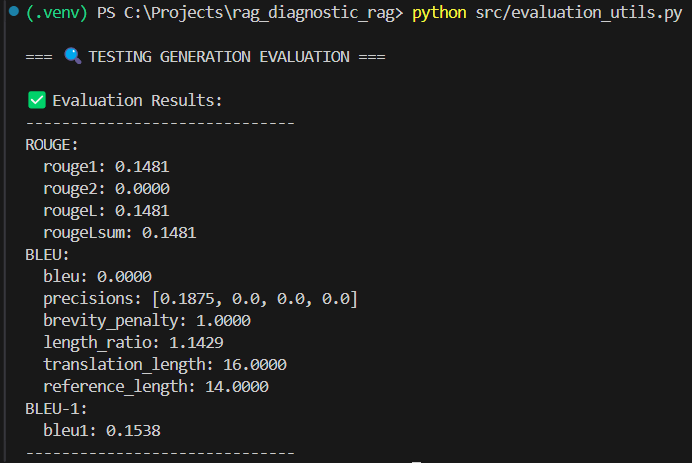 (.venv) PS C:\Projects\rag_diagnostic_rag> python src/evaluation_utils.py
=== 🔍 TESTING GENERATION EVALUATION ===
✅ Evaluation Results:
------------------------------
ROUGE:
  rouge1: 0.1481
  rouge2: 0.0000
  rougeL: 0.1481
  rougeLsum: 0.1481
BLEU:
  bleu: 0.0000
  precisions: [0.1875, 0.0, 0.0, 0.0]
  brevity_penalty: 1.0000
  length_ratio: 1.1429
  translation_length: 16.0000
  reference_length: 14.0000
BLEU-1:
  bleu1: 0.1538
------------------------------